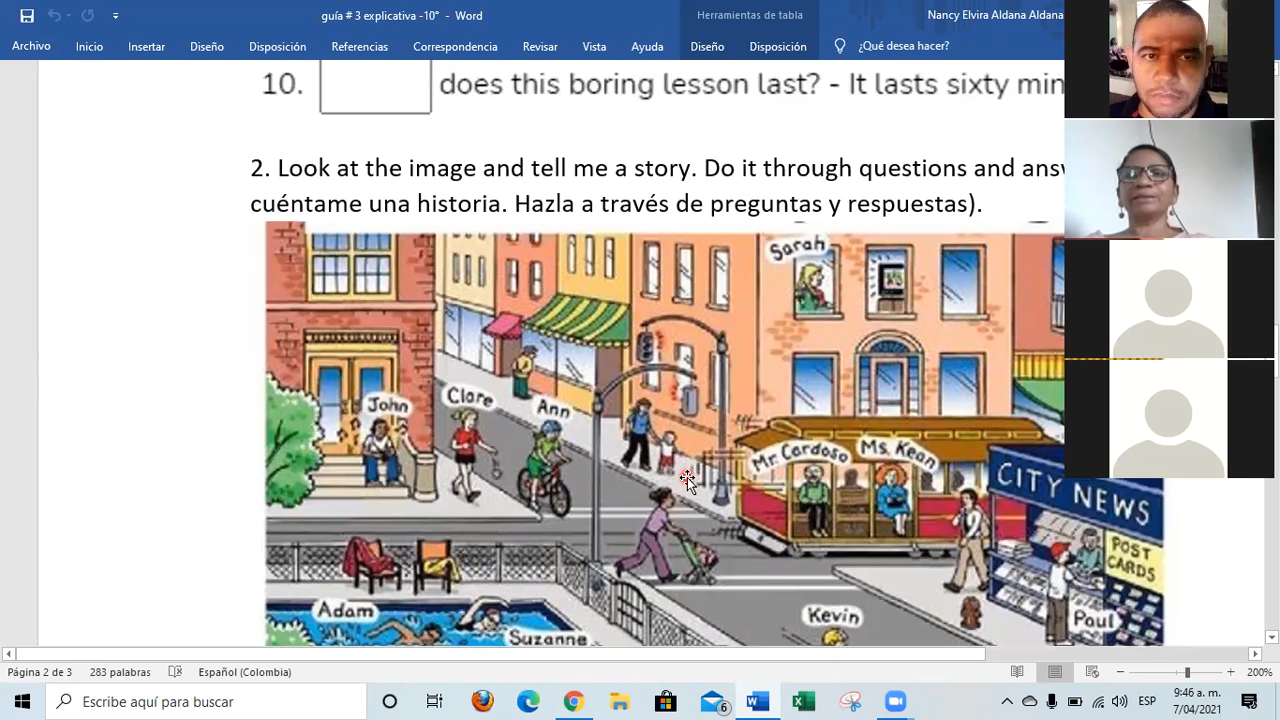 guía # 3 explicativa -10° - Word
Herramientas de tabla
Nancy Elvira Aldana Aldana
Archivo Inicio Insertar Diseño Disposición Referencias Correspondencia Revisar Vista Ayuda Diseño Disposición ¿Qué desea hacer?
10. does this boring lesson last? - It lasts sixty min
2. Look at the image and tell me a story. Do it through questions and answ
cuéntame una historia. Hazla a través de preguntas y respuestas).
Sarah
John
Clare
Ann
Mr. Cardoso
Ms. Kean
CITY NEWS
POST
CARDS
Adam
Suzanne
Kevin
Paul
Página 2 de 3 283 palabras Español (Colombia) 200%
Escribe aquí para buscar
6
ESP
9:46 a. m.
7/04/2021